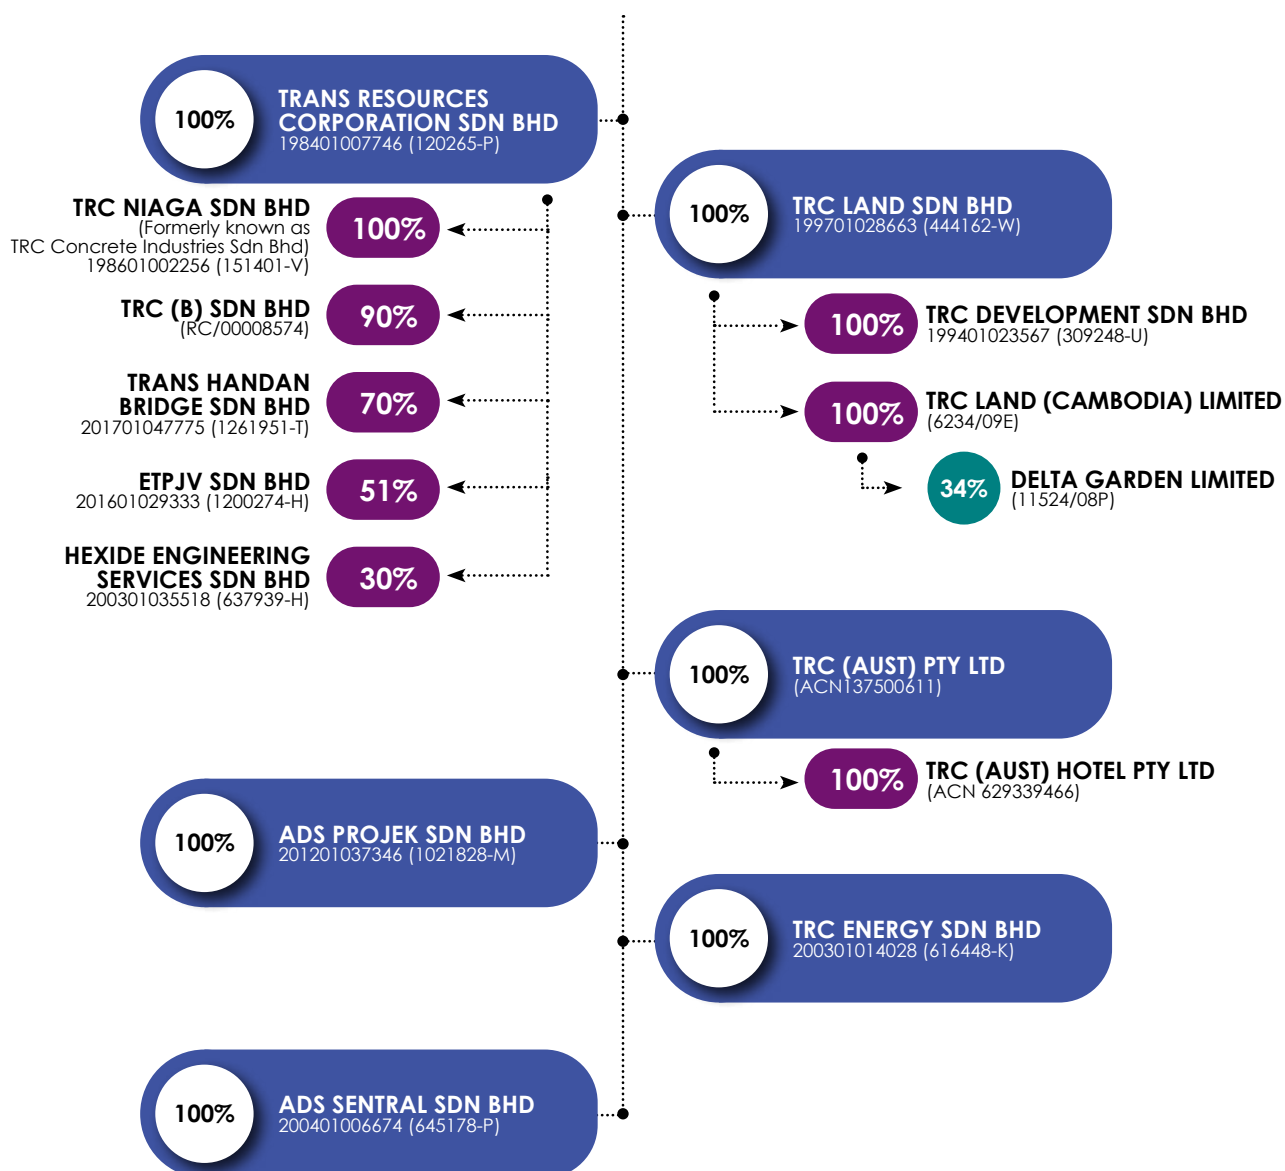 100%
TRANS RESOURCES
CORPORATION SDN BHD
198401007746 (120265-P)
TRC NIAGA SDN BHD
(Formerly known as
TRC Concrete Industries Sdn Bhd)
198601002256 (151401-V)
100%
TRC (B) SDN BHD
(RC/00008574)
90%
TRANS HANDAN
BRIDGE SDN BHD
201701047775 (1261951-T)
70%
ETPJV SDN BHD
201601029333 (1200274-H)
51%
HEXIDE ENGINEERING
SERVICES SDN BHD
200301035518 (637939-H)
30%
100%
TRC LAND SDN BHD
199701028663 (444162-W)
100%
TRC DEVELOPMENT SDN BHD
199401023567 (309248-U)
100%
TRC LAND (CAMBODIA) LIMITED
(6234/09E)
34%
DELTA GARDEN LIMITED
(11524/08P)
100%
TRC (AUST) PTY LTD
(ACN137500611)
100%
TRC (AUST) HOTEL PTY LTD
(ACN 629339466)
100%
ADS PROJEK SDN BHD
201201037346 (1021828-M)
100%
TRC ENERGY SDN BHD
200301014028 (616448-K)
100%
ADS SENTRAL SDN BHD
200401006674 (645178-P)